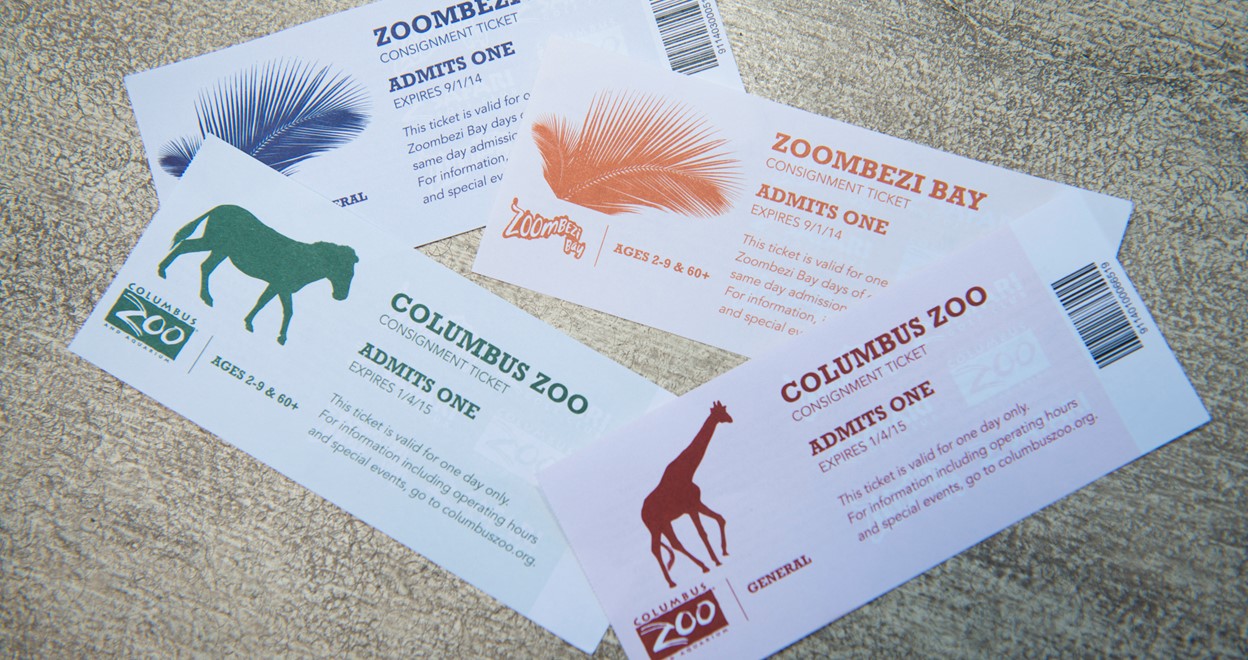 ZOOMBEZI
CONSIGNMENT TICKET
ADMITS ONE
EXPIRES 9/1/14
This ticket is valid for
Zoombezi Bay days
same day
For information,
and special
ZOOMBEZI BAY
CONSIGNMENT TICKET
ADMITS ONE
EXPIRES 9/1/14
This ticket is valid for one
Zoombezi Bay days of
same day admission
For information,
and special
ZOOMBEZI
BAY
AGES 2-9 & 60+
COLUMBUS ZOO
CONSIGNMENT TICKET
ADMITS ONE
EXPIRES 1/4/15
This ticket is valid for one day only.
For information including operating hours
and special events, go to columbuszoo.org.
COLUMBUS
ZOO
AND AQUARIUM
AGES 2-9 & 60+
COLUMBUS ZOO
CONSIGNMENT TICKET
ADMITS ONE
EXPIRES 1/4/15
This ticket is valid for one day only.
For information including operating hours
and special events, go to columbuszoo.org.
COLUMBUS
ZOO
AQUARIUM
GENERAL
91140100066519